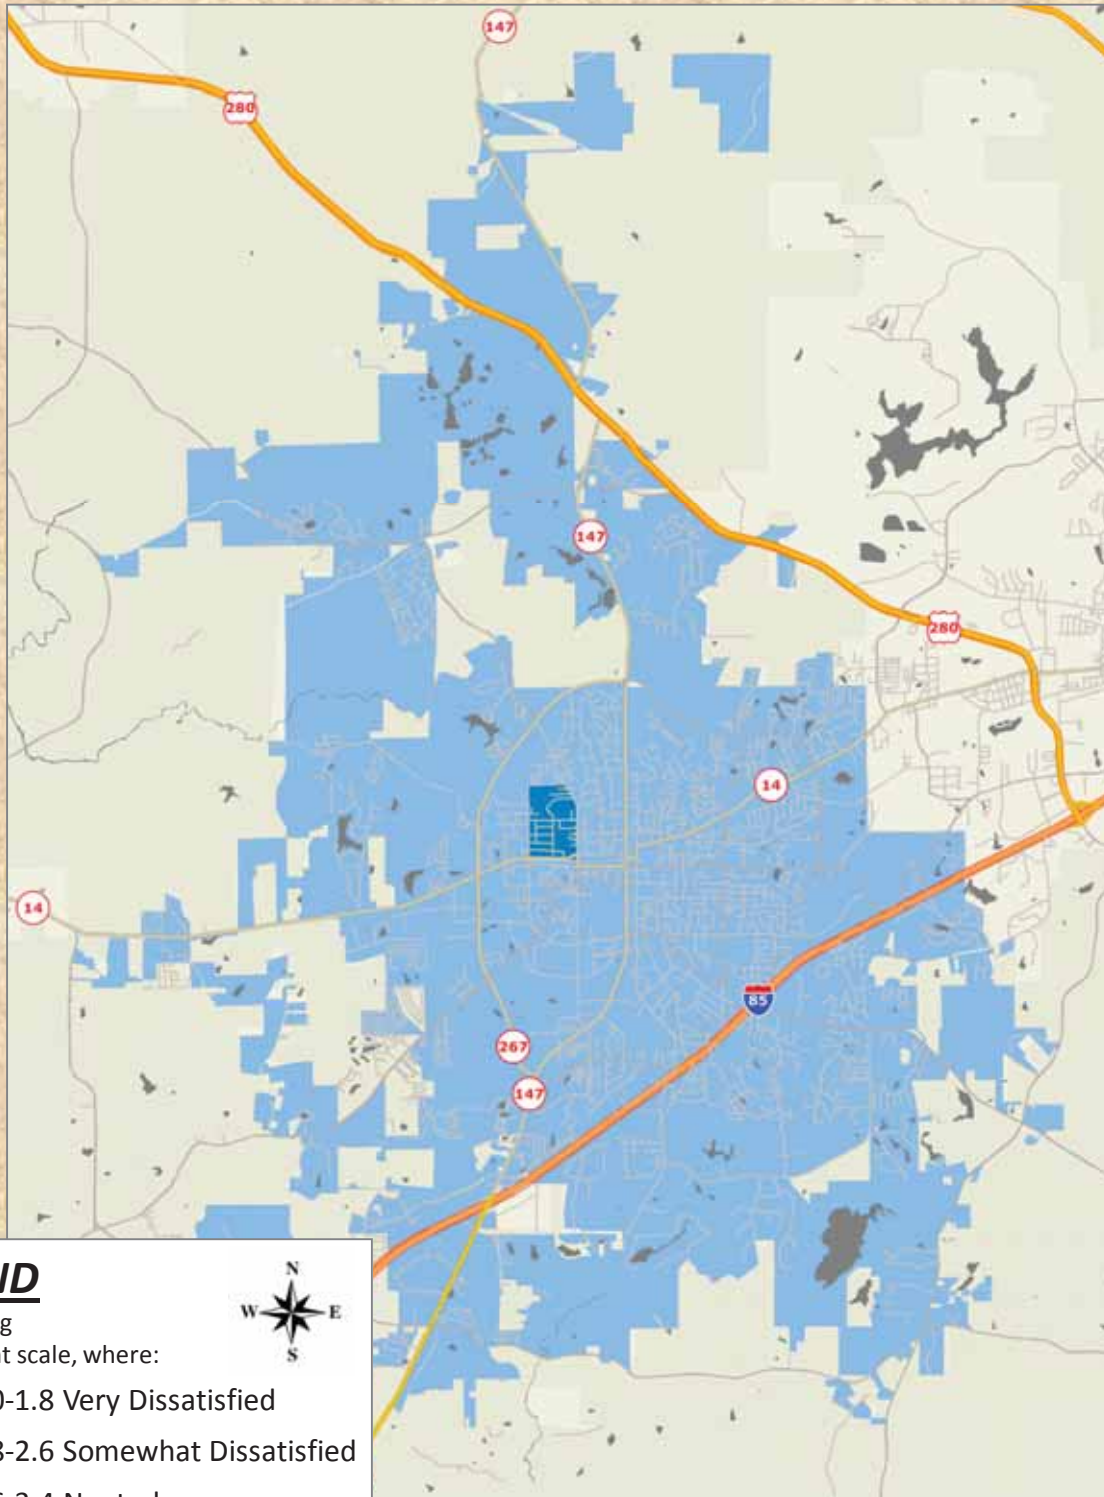 147
280
147
280
14
14
85
267
147
ND
N
W E
S
g
t scale, where:
0-1.8 Very Dissatisfied
8-2.6 Somewhat Dissatisfied